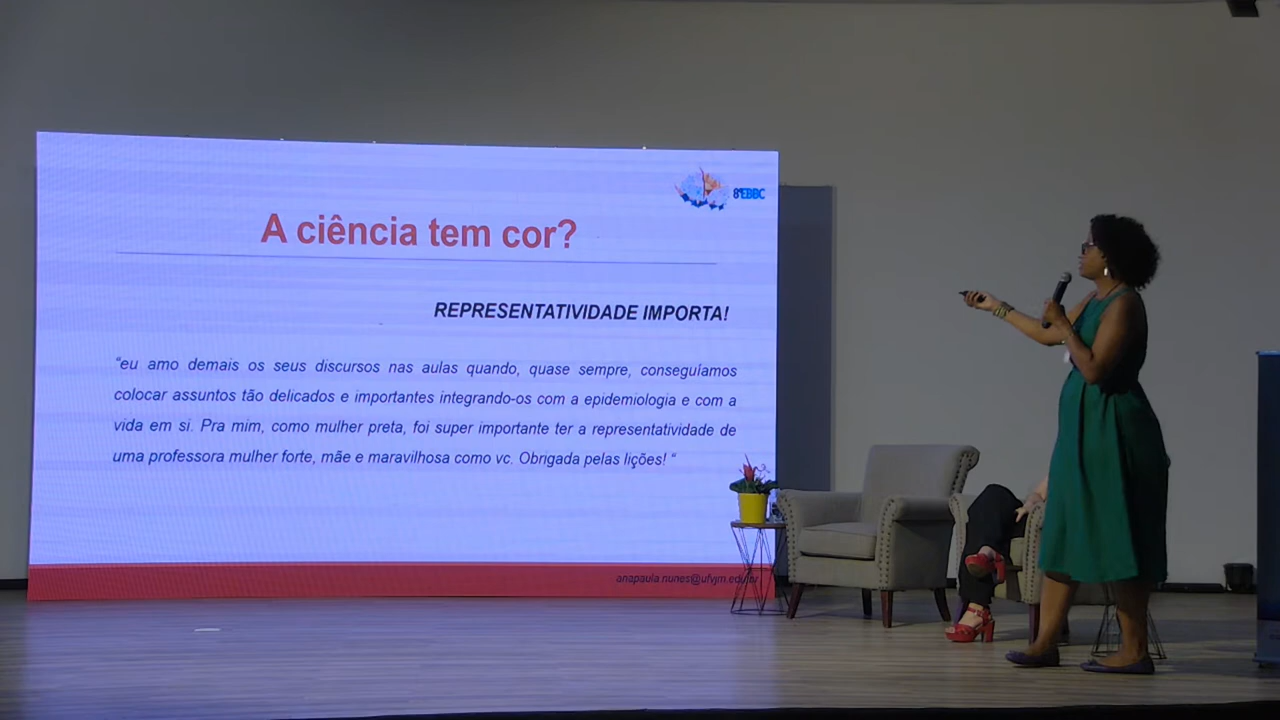 8ºEBBC
A ciência tem cor?
REPRESENTATIVIDADE IMPORTA!
“eu amo demais os seus discursos nas aulas quando, quase sempre, conseguíamos
colocar assuntos tão delicados e importantes integrando-os com a epidemiologia e com a
vida em si. Pra mim, como mulher preta, foi super importante ter a representatividade de
uma professora mulher forte, mãe e maravilhosa como vc. Obrigada pelas lições! “
anapaula.nunes@ufvjm.edu.br